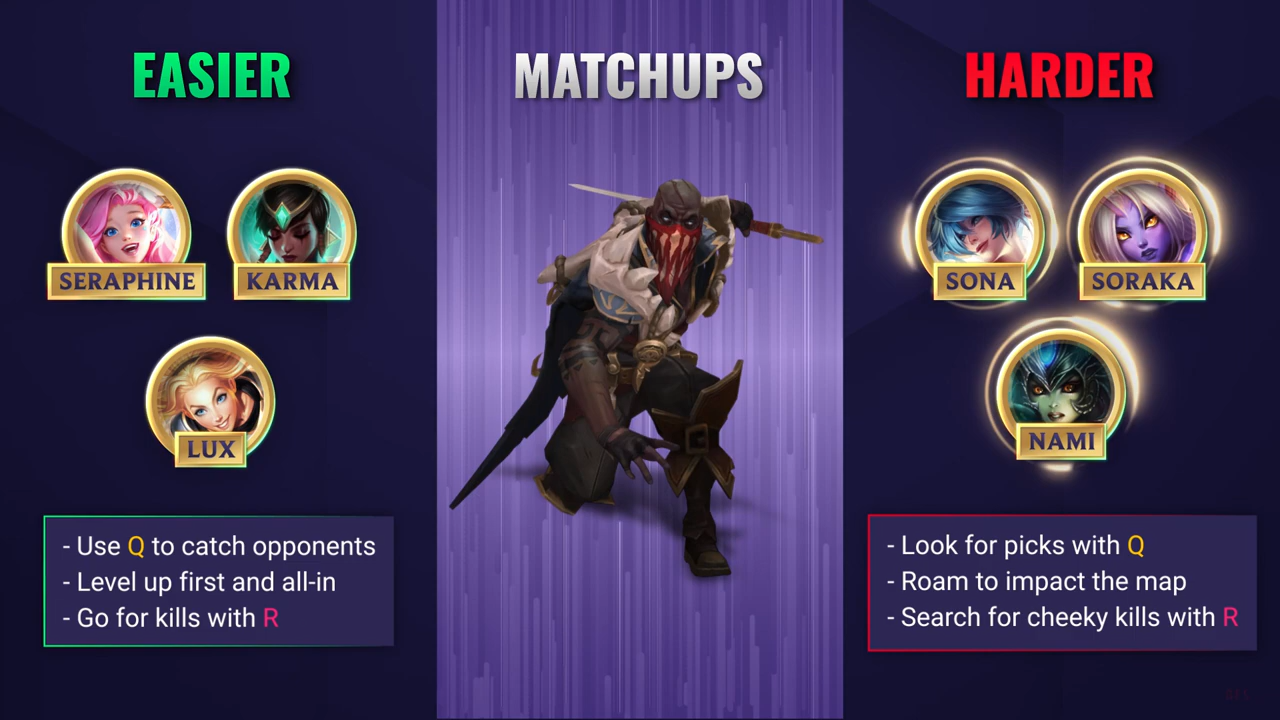 EASIER
MATCHUPS
HARDER
SERAPHINE
KARMA
LUX
SONA
SORAKA
NAMI
- Use Q to catch opponents
- Level up first and all-in
- Go for kills with R
- Look for picks with Q
- Roam to impact the map
- Search for cheeky kills with R